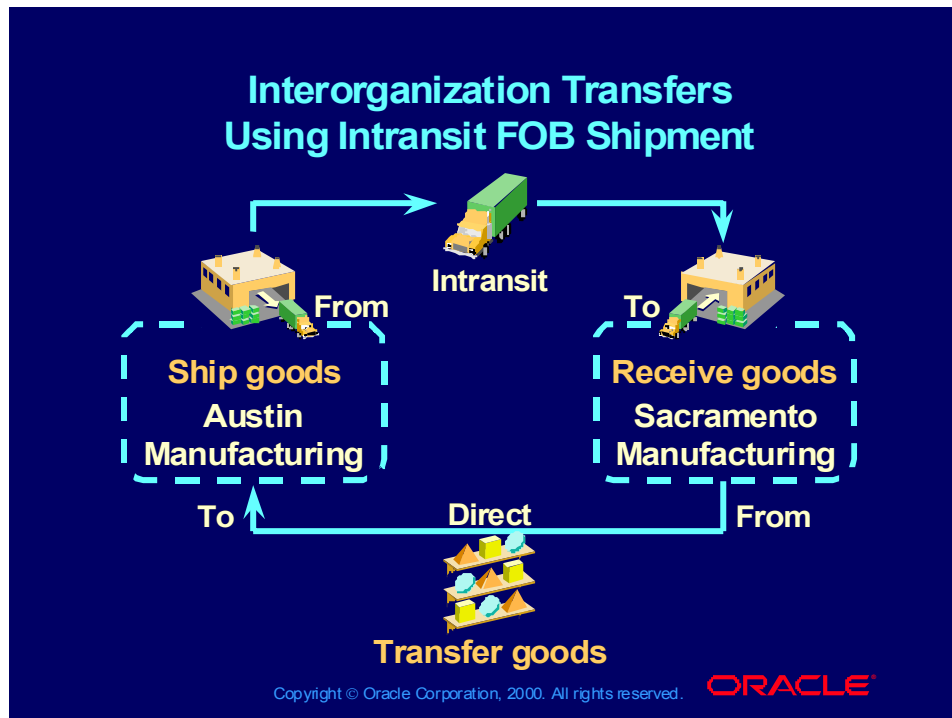 Interorganization Transfers
Using Intransit FOB Shipment
Intransit
From
To
Ship goods
Austin
Manufacturing
Receive goods
Sacramento
Manufacturing
To
Direct
From
Transfer goods
Copyright © Oracle Corporation, 2000. All rights reserved.
ORACLE®